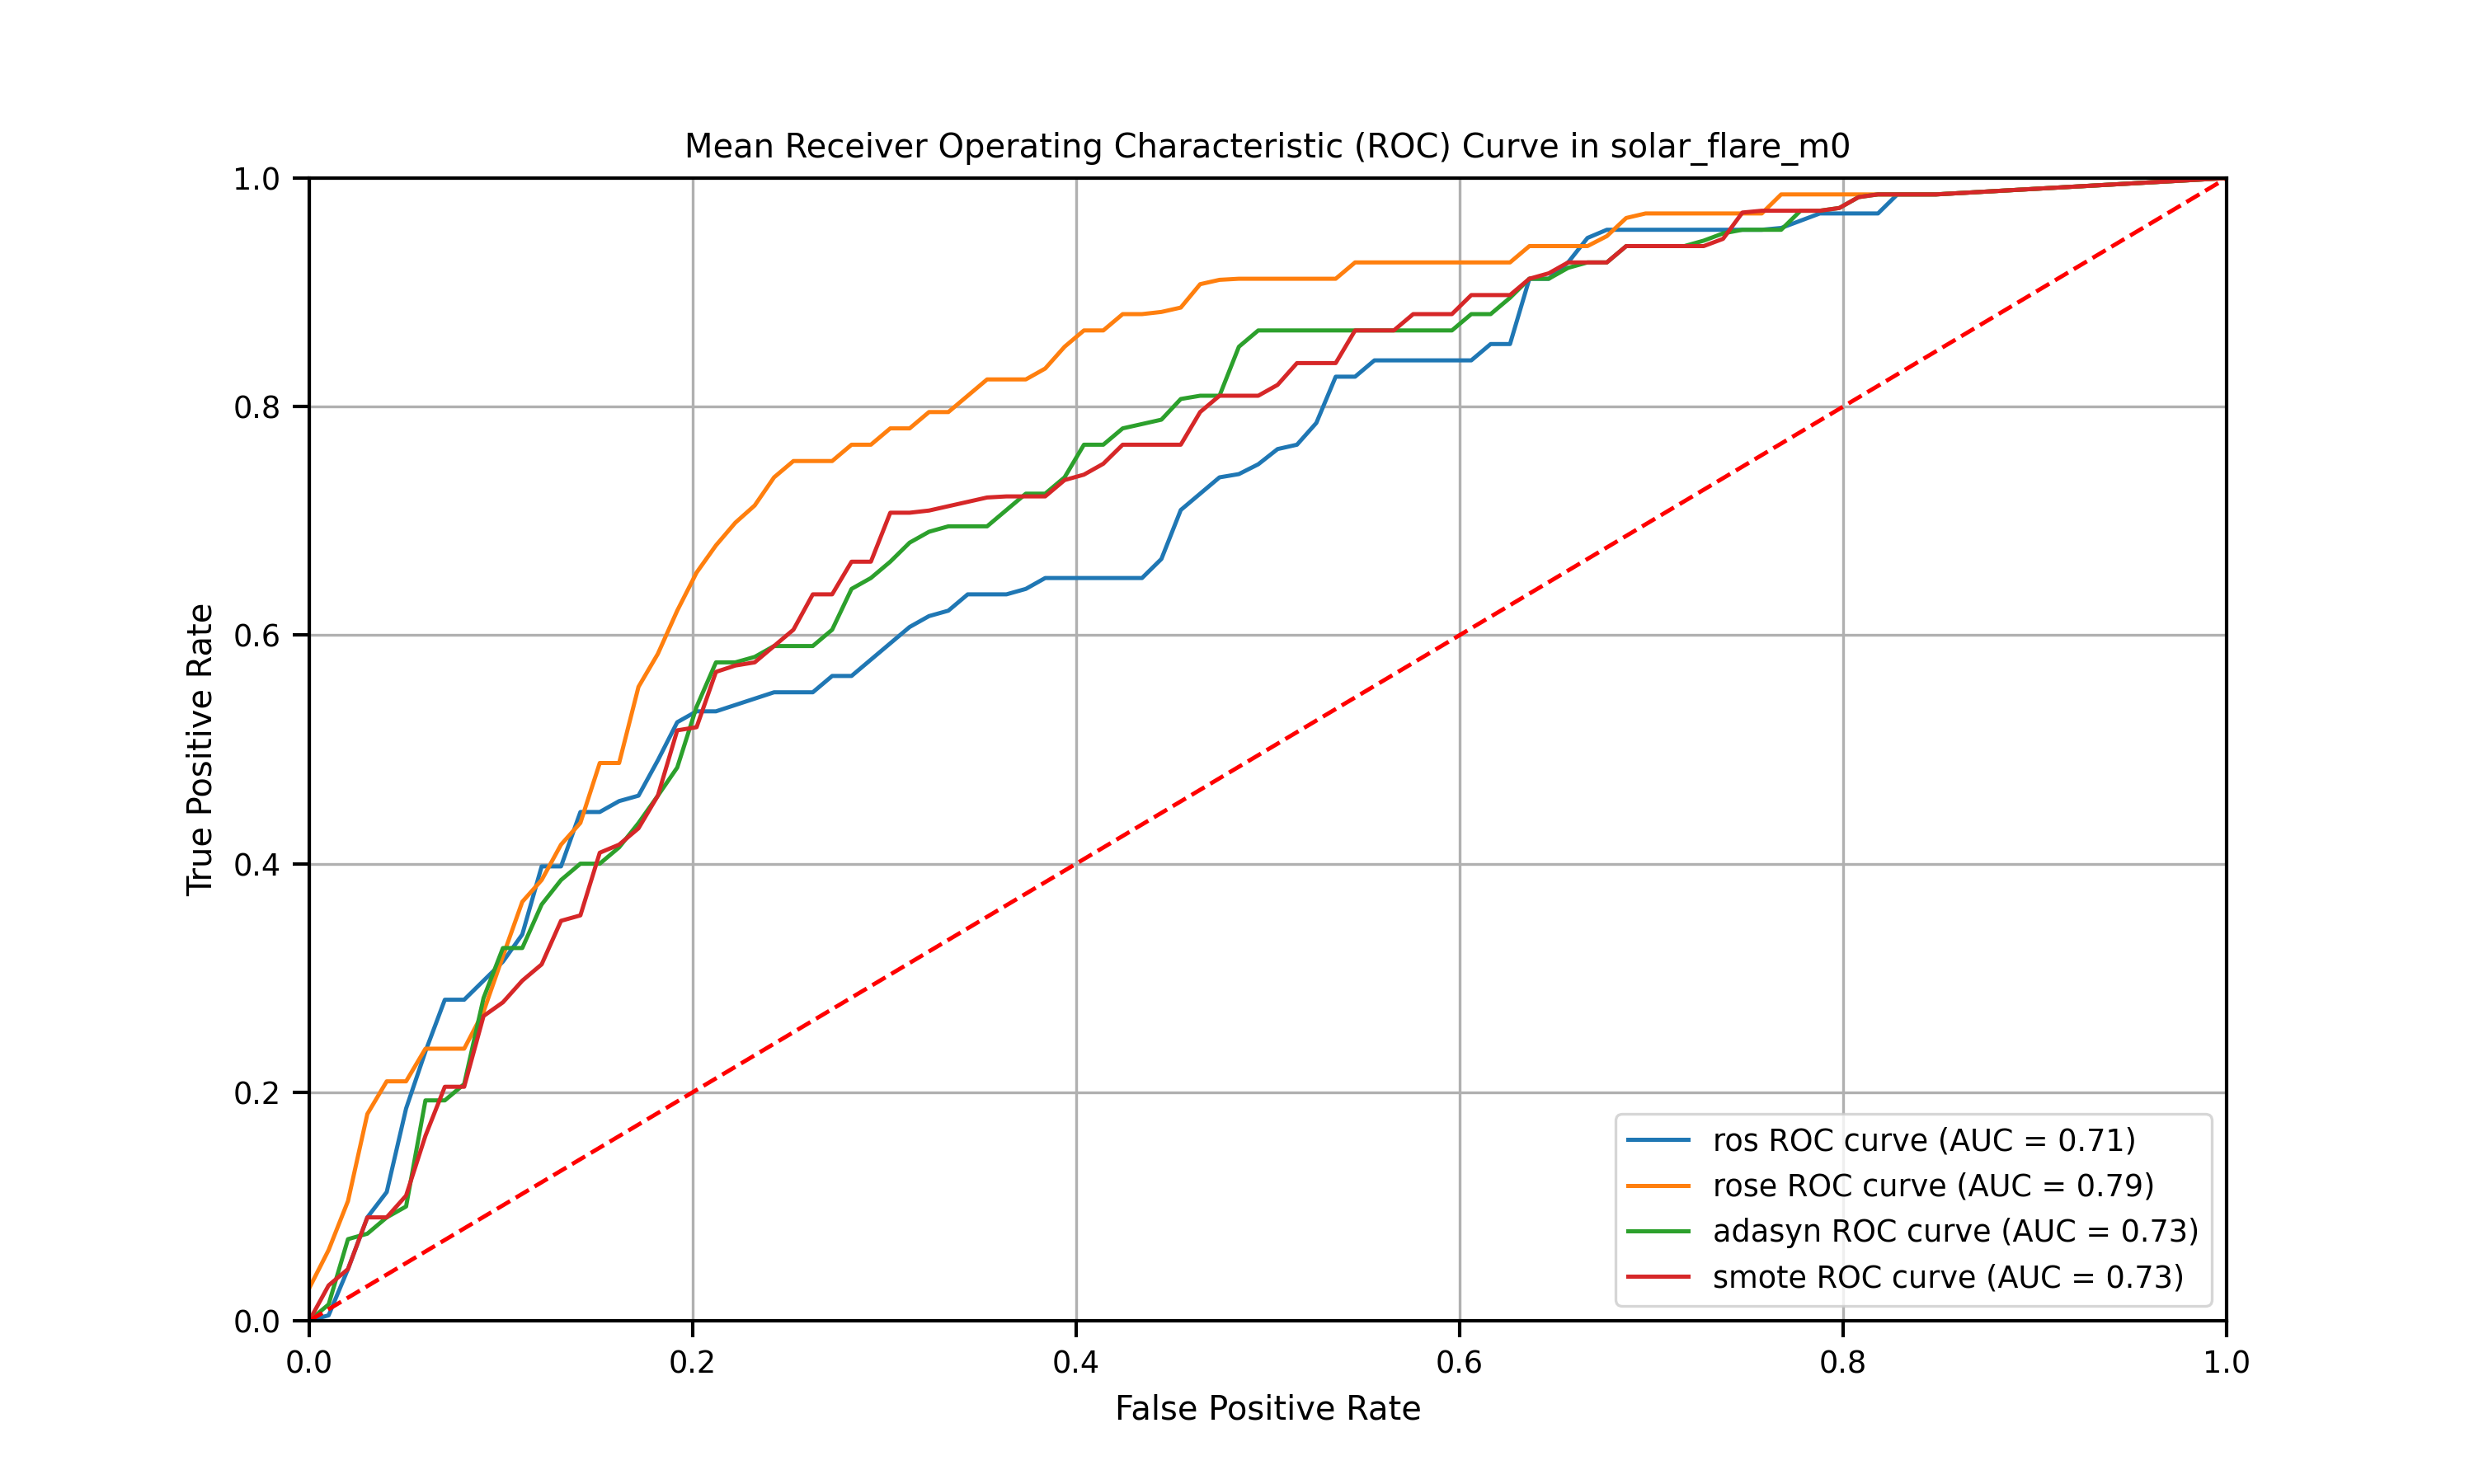 Mean Receiver Operating Characteristic (ROC) Curve in solar_flare_m0
1.0
0.8
0.6
0.4
0.2
0.0
True Positive Rate
0.0 0.2 0.4 0.6 0.8 1.0
False Positive Rate
ros ROC curve (AUC = 0.71)
rose ROC curve (AUC = 0.79)
adasyn ROC curve (AUC = 0.73)
smote ROC curve (AUC = 0.73)